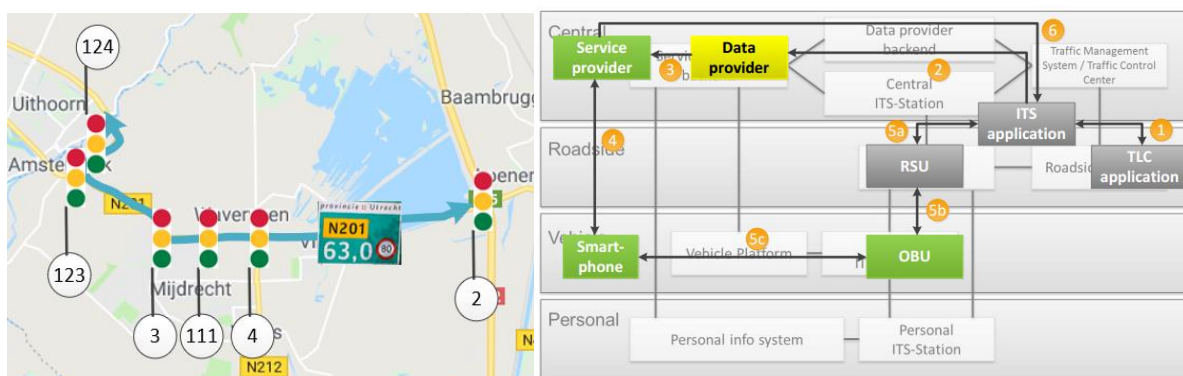 124
Uithoorn
Baambrugg
Amste
k
N201
Waver
en
provincie Utrecht
N201
63,0
80
123
3
111
4
2
Mijdrecht
N212
Central
Service
provider
3
Data
provider
Data provider
backend
2
Central
ITS-Station
6
Traffic Management
System / Traffic Control
Center
ITS
application
1
5a
4
Roadside
RSU
Roadsid
TLC
application
5b
5c
Smart-
phone
Vehicle Platform
OBU
Personal
Personal info system
Personal
ITS-Station